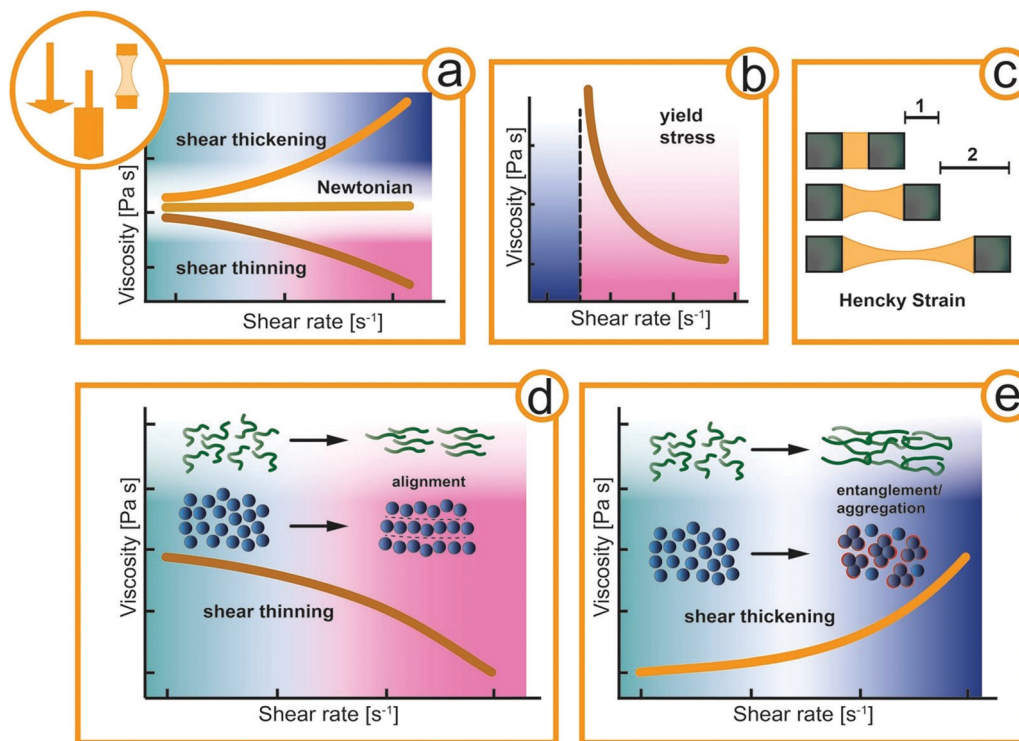 a
shear thickening
Newtonian
shear thinning
Viscosity [Pa s]
Shear rate [s-1]
b
yield
stress
Viscosity [Pa s]
Shear rate [s-1]
c
1
2
Hencky Strain
d
alignment
shear thinning
Viscosity [Pa s]
Shear rate [s-1]
e
entanglement/
aggregation
shear thickening
Viscosity [Pa s]
Shear rate [s-1]